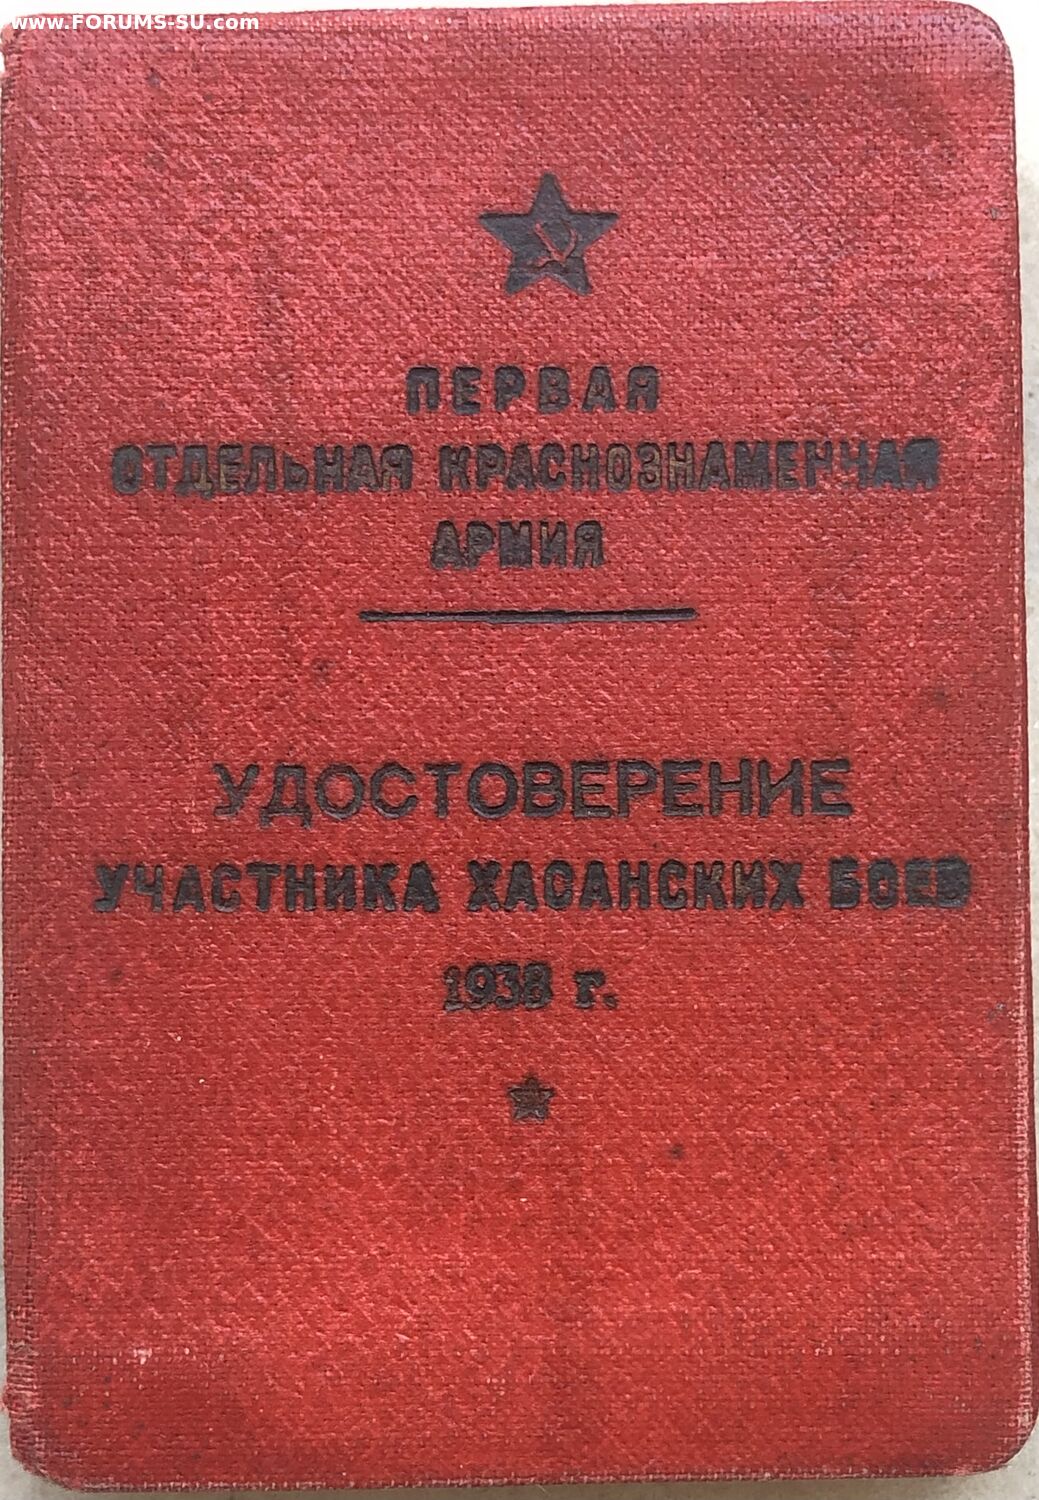 www.FORUMS-SU.com
ПЕРВАЯ
ОТДЕЛЬНАЯ КРАСНОЗНАМЕННАЯ
АРМИЯ
УДОСТОВЕРЕНИЕ
УЧАСТНИКА ХАСАНСКИХ БОЕВ
1938 г.